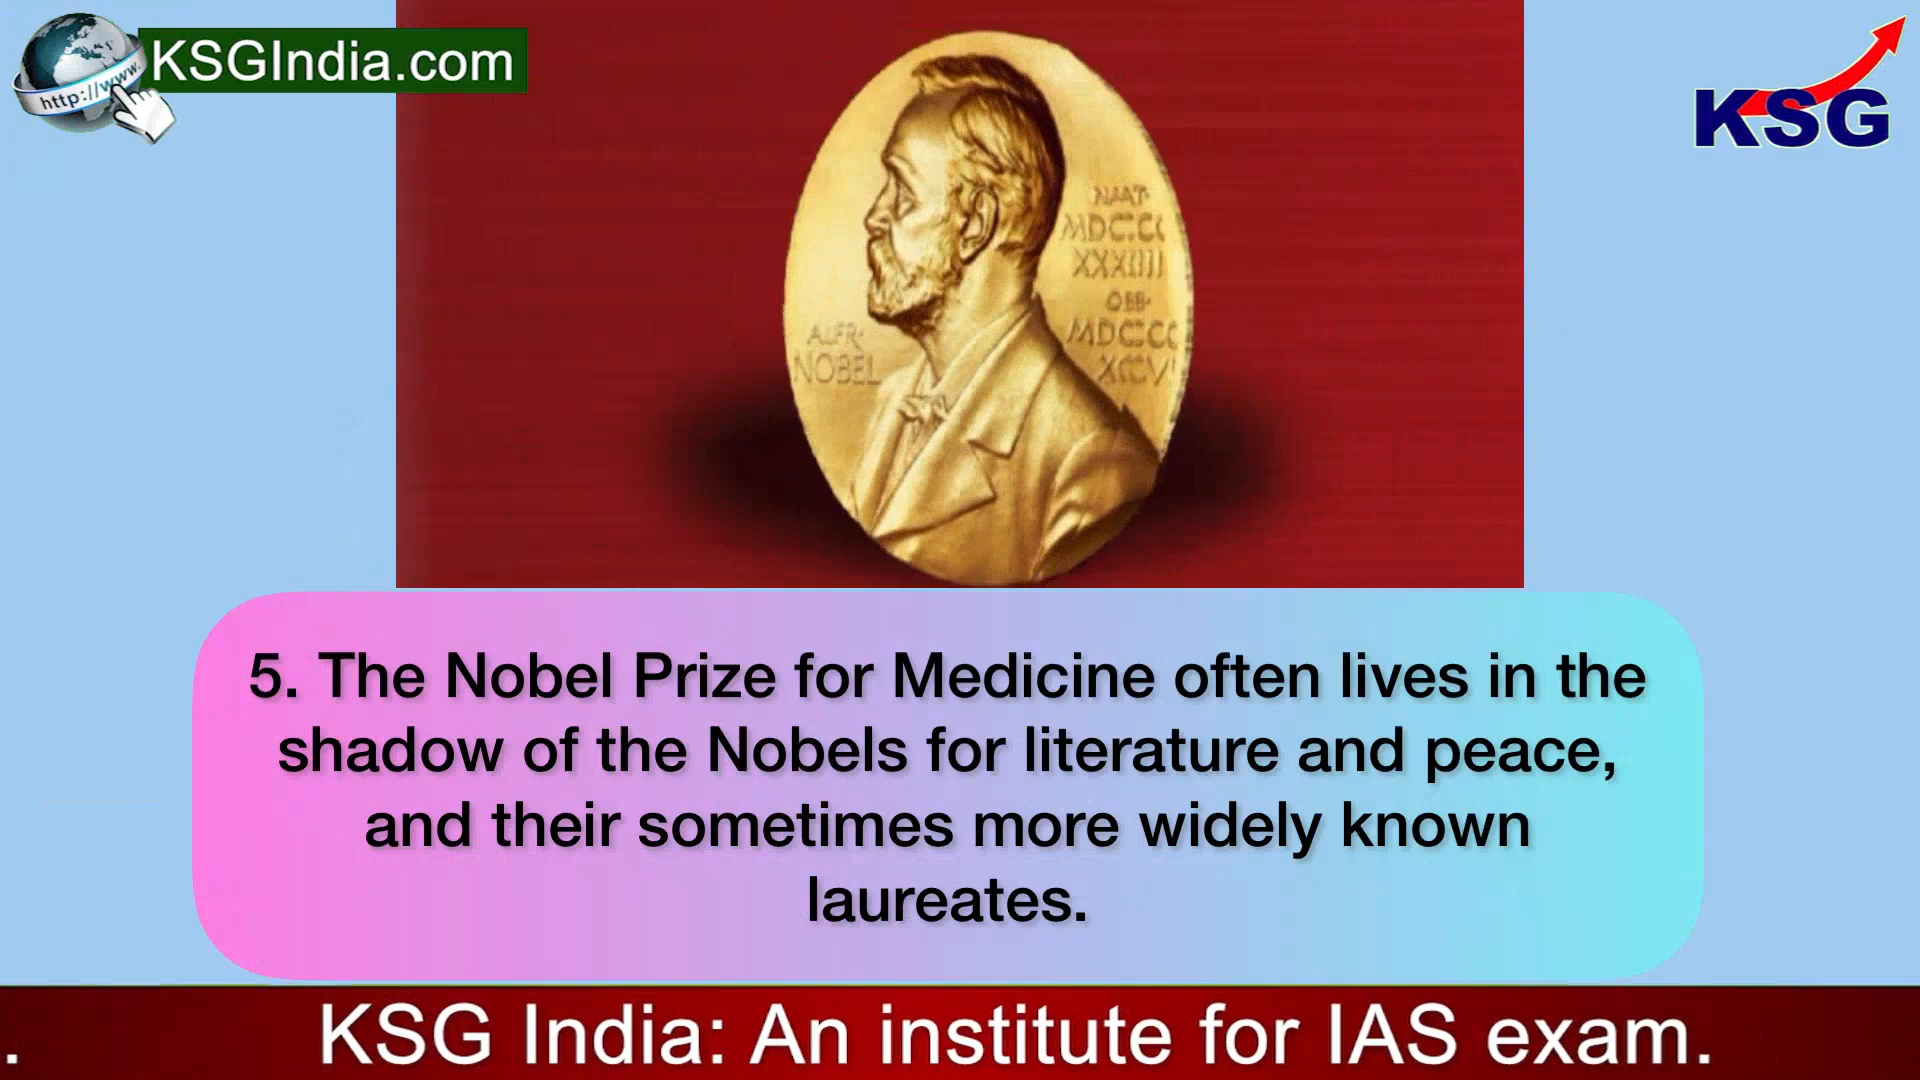 KSGIndia.com
http://www.
KSG
NAT·
MDCCC
XXXIII
OB·
MDCCC
XCVI
ALFR·
NOBEL
5. The Nobel Prize for Medicine often lives in the
shadow of the Nobels for literature and peace,
and their sometimes more widely known
laureates.
. KSG India: An institute for IAS exam.